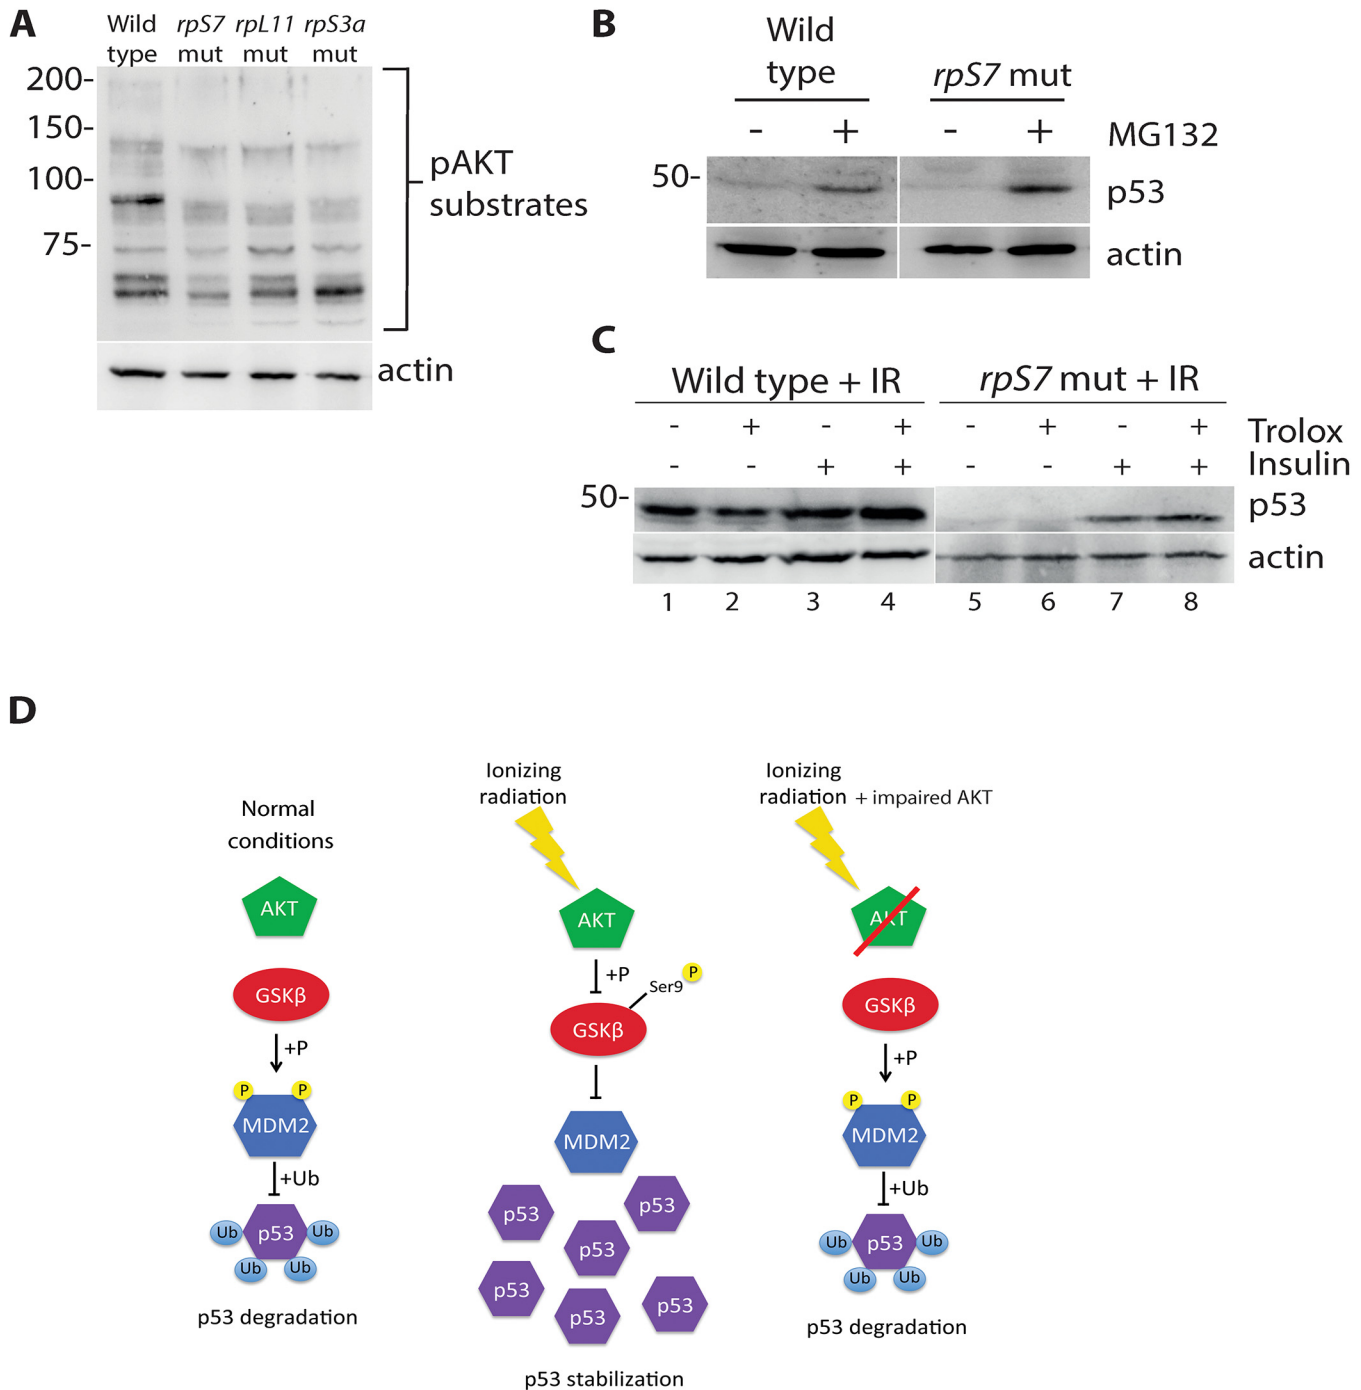 A
Wild rpS7 rpL11 rpS3a
type mut mut mut
200-
150-
100-
75-
pAKT
substrates
actin
B
Wild
type
rpS7 mut
- + - + MG132
50-
p53
actin
C
Wild type + IR
rpS7 mut + IR
- + - + - + - + Trolox
- - + + - - + + Insulin
50-
p53
actin
1 2 3 4 5 6 7 8
D
Normal
conditions
AKT
GSKβ
+P
P P
MDM2
+Ub
p53
Ub Ub
Ub Ub
p53 degradation
Ionizing
radiation
AKT
+P
Ser9 P
GSKβ
MDM2
p53 p53
p53
p53 p53
p53
p53 stabilization
Ionizing
radiation + impaired AKT
AKT
GSKβ
+P
P P
MDM2
+Ub
p53
Ub Ub
Ub Ub
p53 degradation